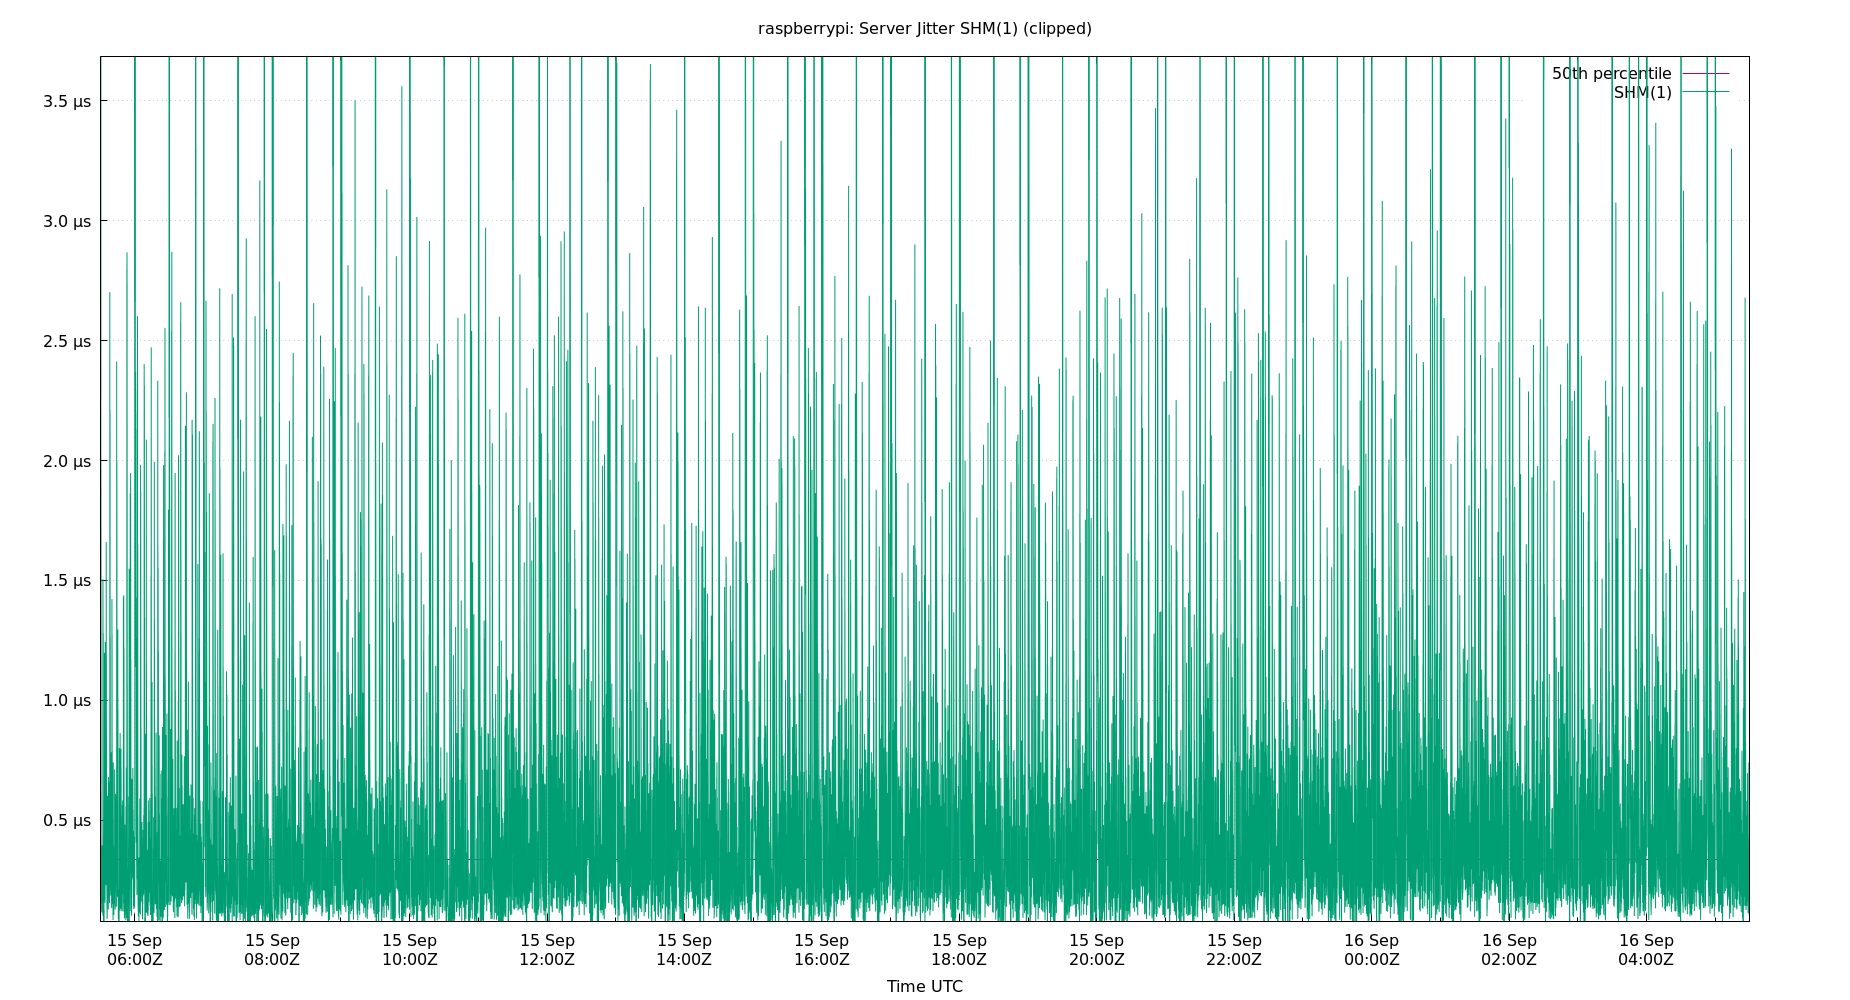 raspberrypi: Server Jitter SHM(1) (clipped)
50th percentile
SHM(1)
3.5 µs
3.0 µs
2.5 µs
2.0 µs
1.5 µs
1.0 µs
0.5 µs
15 Sep 15 Sep 15 Sep 15 Sep 15 Sep 15 Sep 15 Sep 15 Sep 15 Sep 16 Sep 16 Sep 16 Sep
06:00Z 08:00Z 10:00Z 12:00Z 14:00Z 16:00Z 18:00Z 20:00Z 22:00Z 00:00Z 02:00Z 04:00Z
Time UTC